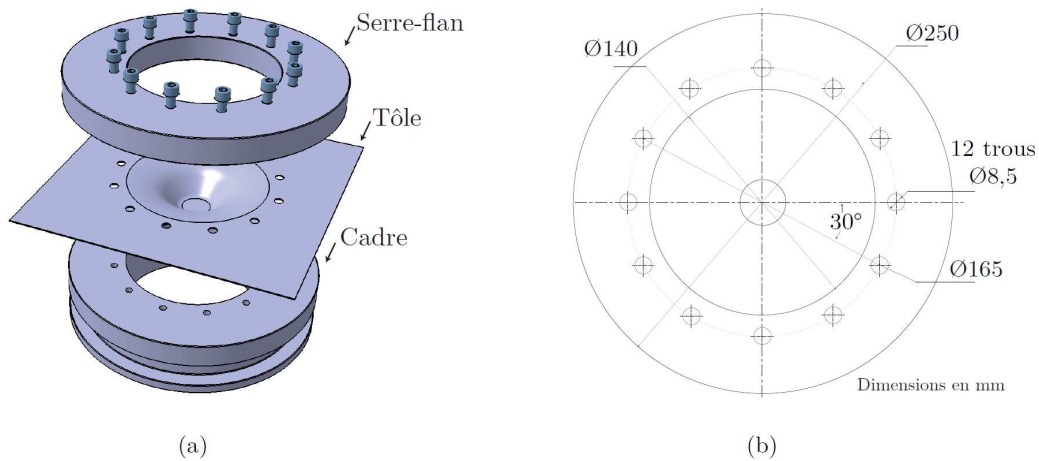 Serre-flan
Tôle
Cadre
(a)
Ø140
Ø250
12 trous
Ø8,5
30°
Ø165
Dimensions en mm
(b)